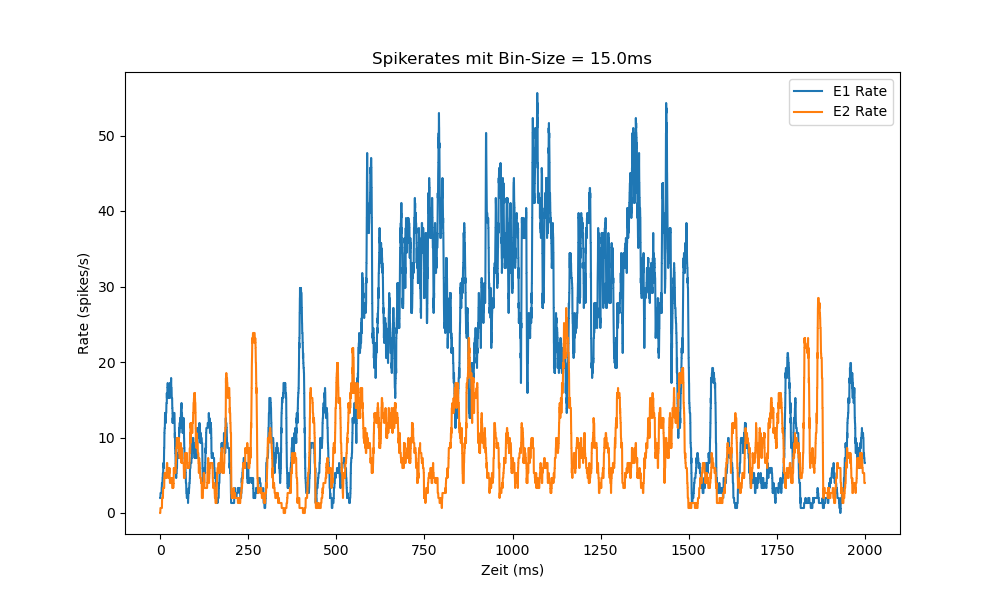 Spikerates mit Bin-Size = 15.0ms
E1 Rate
E2 Rate
Rate (spikes/s)
50
40
30
20
10
0
0 250 500 750 1000 1250 1500 1750 2000
Zeit (ms)